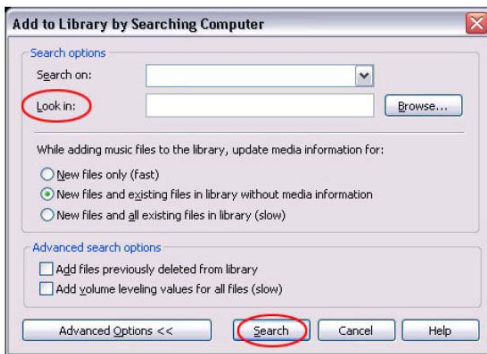 Add to Library by Searching Computer
Search options
Search on:
Look in:
Browse...
While adding music files to the library, update media information for:
New files only (fast)
New files and existing files in library without media information
New files and all existing files in library (slow)
Advanced search options
Add files previously deleted from library
Add volume leveling values for all files (slow)
Advanced Options << Search Cancel Help